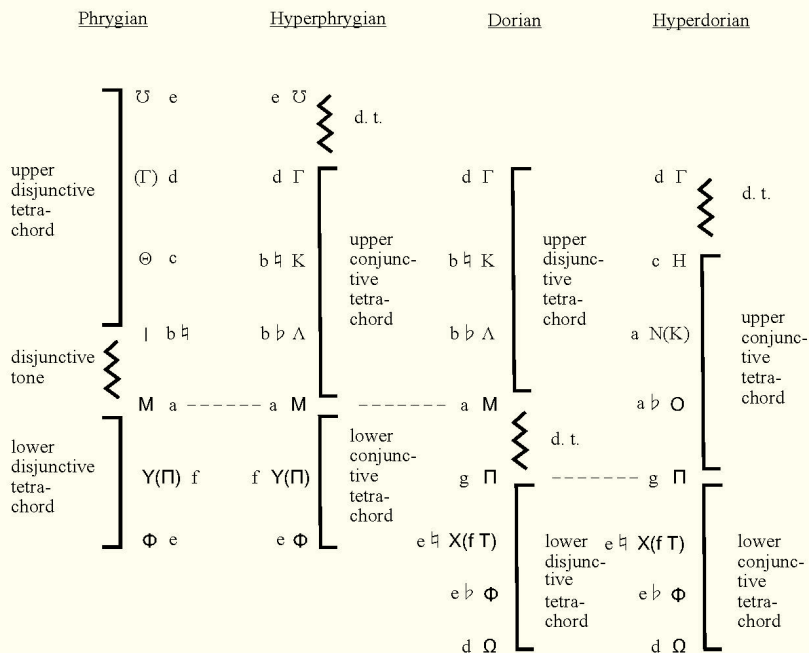 Phrygian Hyperphrygian Dorian Hyperdorian
℧ e e ℧
d. t.
upper
disjunctive
tetra-
chord
(Γ) d d Γ d Γ d Γ
d. t.
Θ c b♮ K b♮ K c H
upper
conjunc-
tive
tetra-
chord
upper
disjunc-
tive
tetra-
chord
upper
conjunc-
tive
tetra-
chord
I b♮ b♭ Λ b♭ Λ a N(K)
disjunctive
tone
M a a M a M a♭ O
d. t.
lower
disjunctive
tetra-
chord
lower
conjunc-
tive
tetra-
chord
Y(Π) f f Y(Π) g Π g Π
Φ e e Φ e♮ X(f T) e♮ X(f T)
lower
disjunc-
tive
tetra-
chord
lower
conjunc-
tive
tetra-
chord
e♭ Φ e♭ Φ
d Ω d Ω